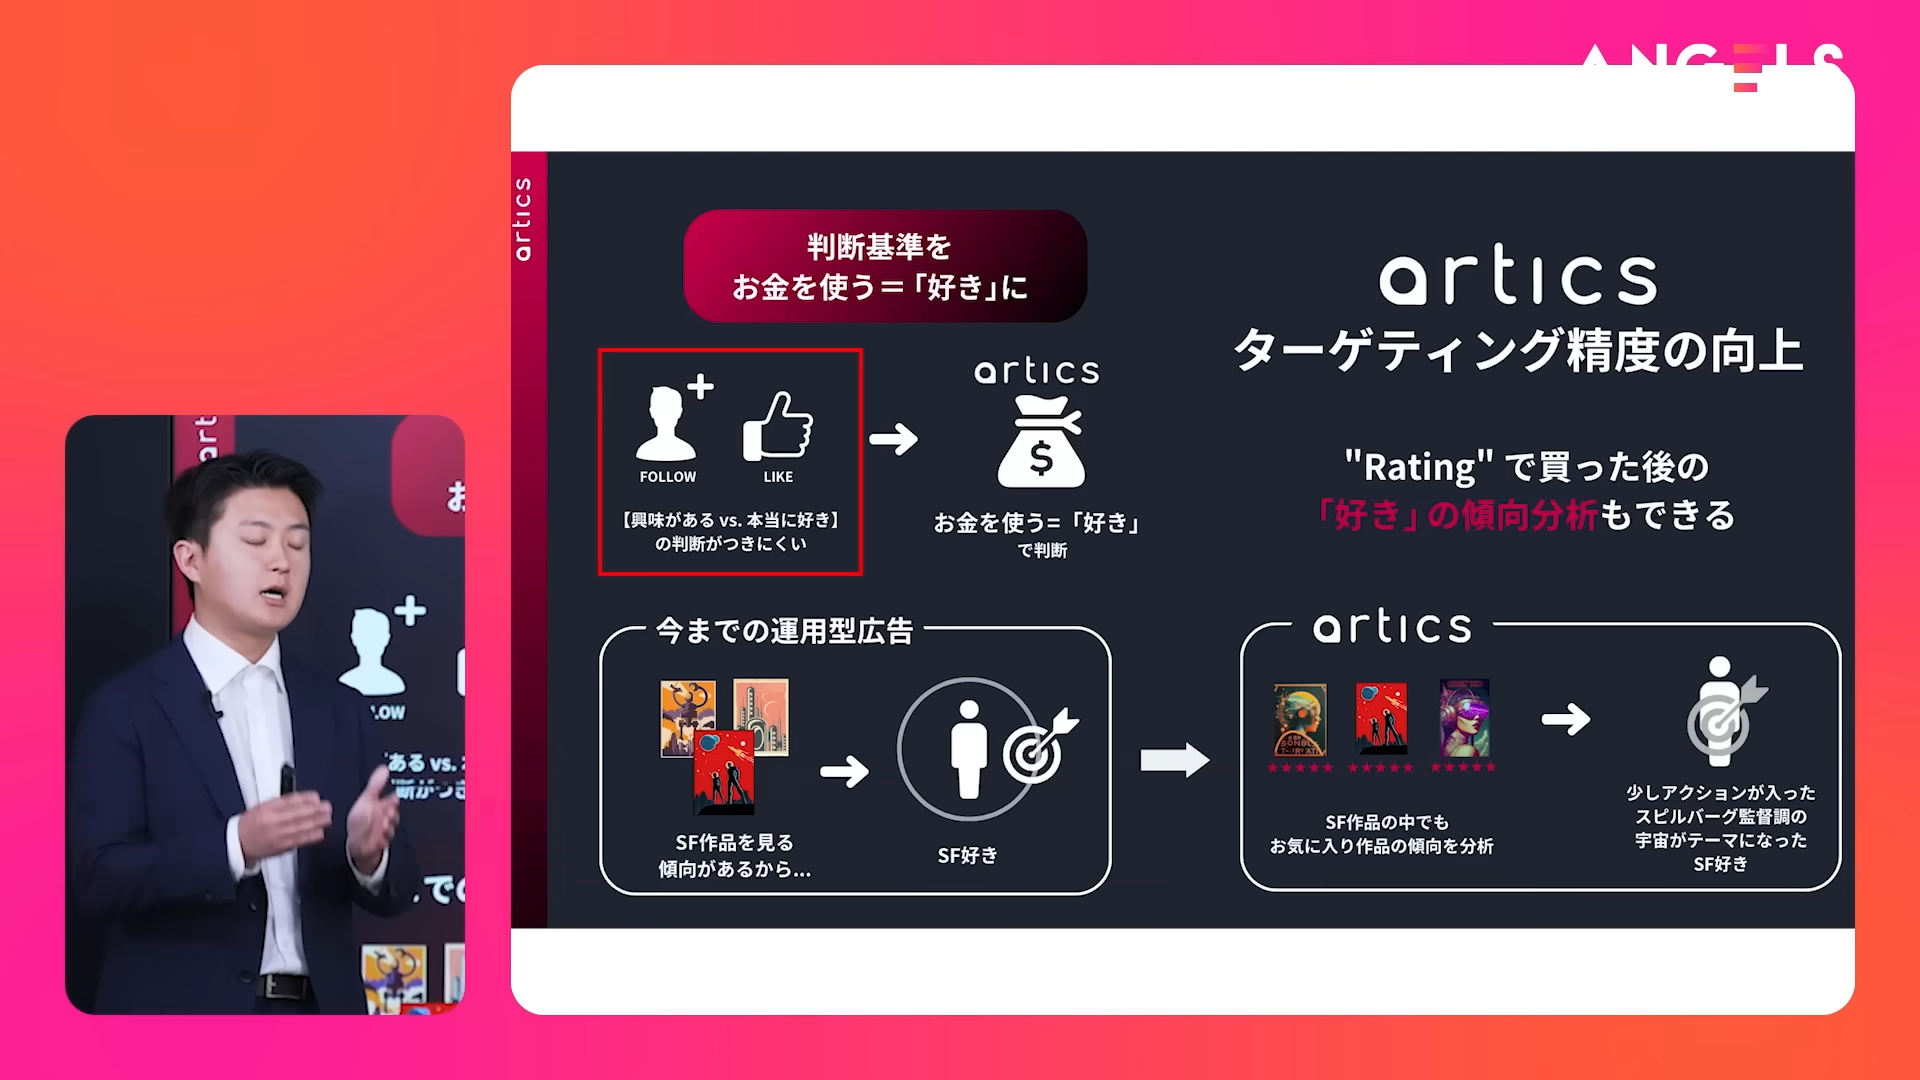 ANGELS
artics
判断基準を
お金を使う＝「好き」に
FOLLOW
LIKE
【興味がある vs. 本当に好き】
の判断がつきにくい
artics
$
お金を使う=「好き」
で判断
artics
ターゲティング精度の向上
"Rating" で買った後の
「好き」の傾向分析もできる
今までの運用型広告
SF作品を見る
傾向があるから...
SF好き
artics
SF作品の中でも
お気に入り作品の傾向を分析
少しアクションが入った
スピルバーグ監督調の
宇宙がテーマになった
SF好き
art
お
LOW
ある vs.
での